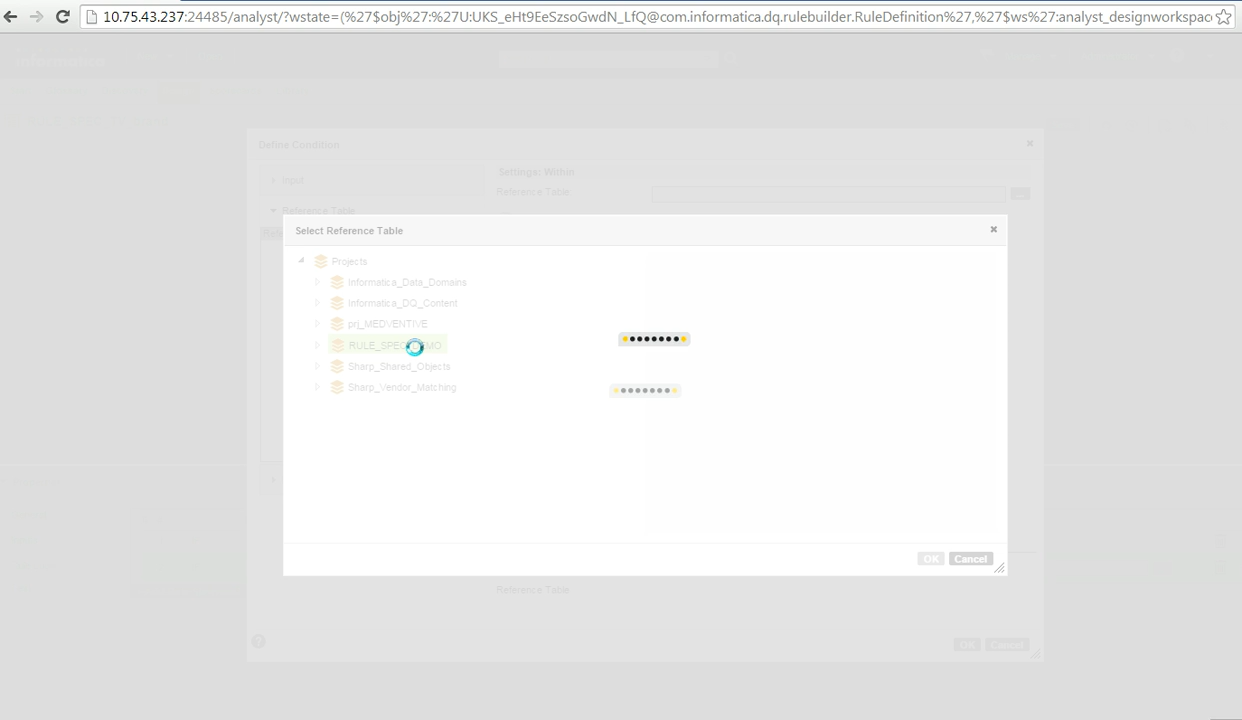 10.75.43.237:24485/analyst/?wstate=(%27$obj%27:%27U:UKS_eHt9EeSzsoGwdN_LfQ@com.informatica.dq.rulebuilder.RuleDefinition%27,%27$ws%27:analyst_designworkspac
Define Condition
Input
Settings: Within
Reference Table
Reference Table
Select Reference Table
Projects
Informatica_Data_Domains
Informatica_DQ_Content
prj_MEDVENTIVE
Sharp_Shared_Objects
Sharp_Vendor_Matching
OK Cancel
Reference Table
OK Cancel